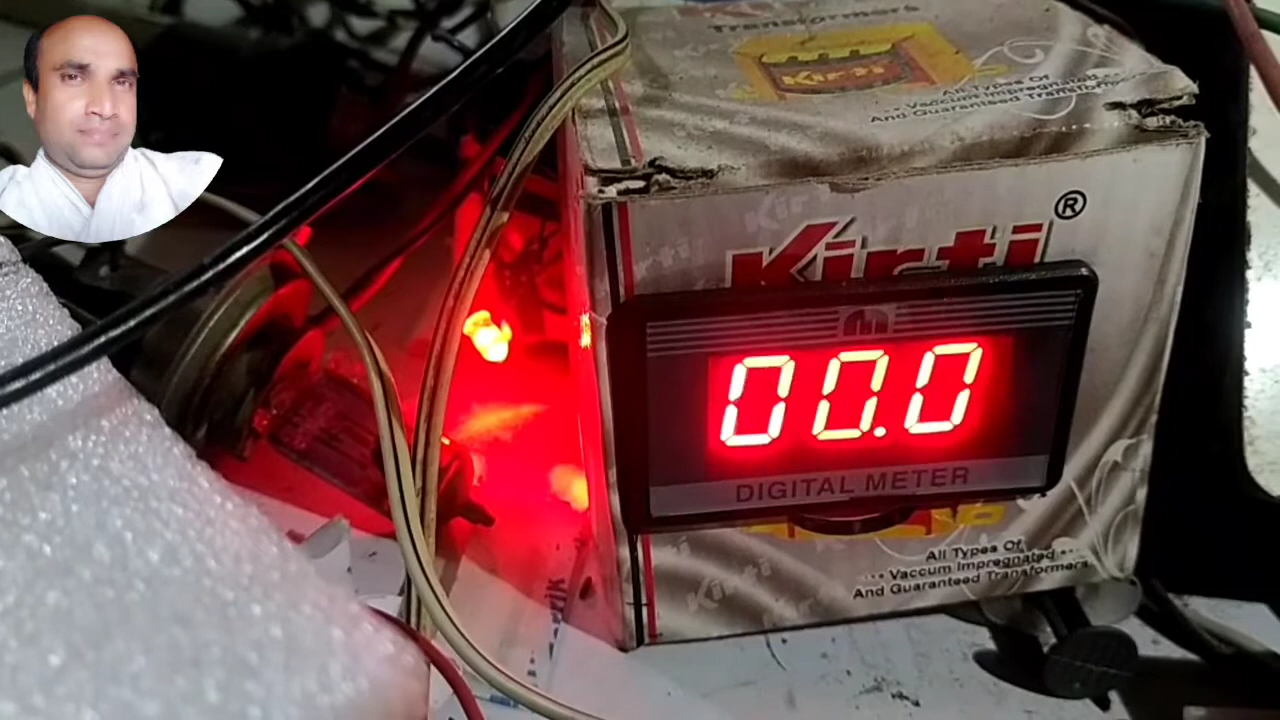 Transformers
Kirti
All Types Of
Vaccum Impregnated
And Guaranteed Transformers
Kirti
®
00.0
DIGITAL METER
All Types Of
Vaccum Impregnated
And Guaranteed Transformers
Kirti